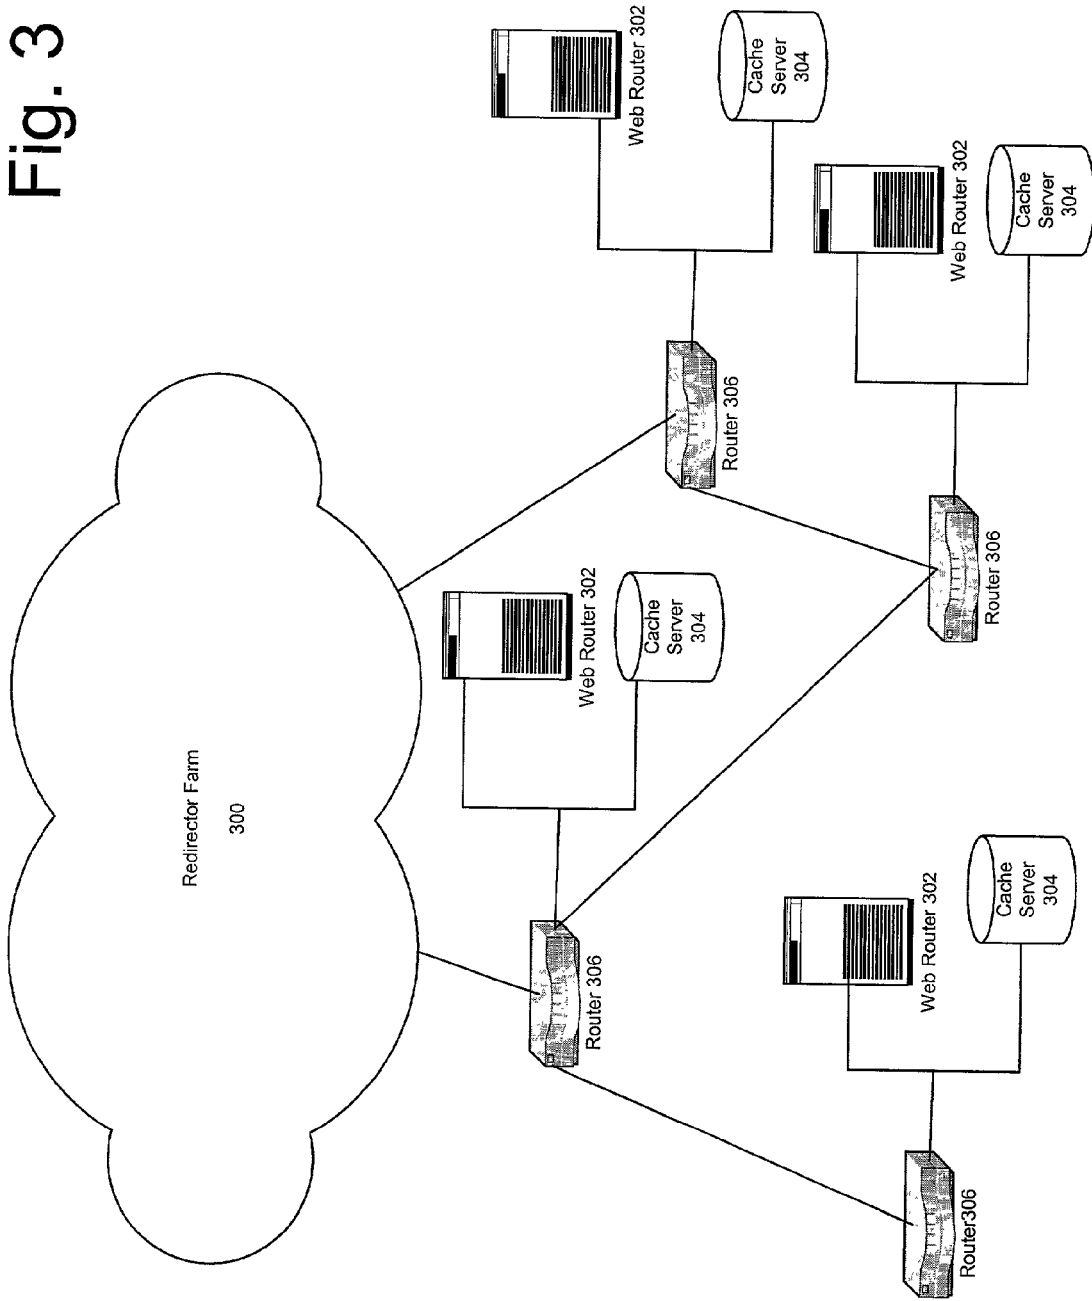 Fig. 3
Redirector Farm
300
Web Router 302
Cache
Server
304
Router 306
Web Router 302
Cache
Server
304
Router 306
Web Router 302
Cache
Server
304
Router 306
Web Router 302
Cache
Server
304
Router306